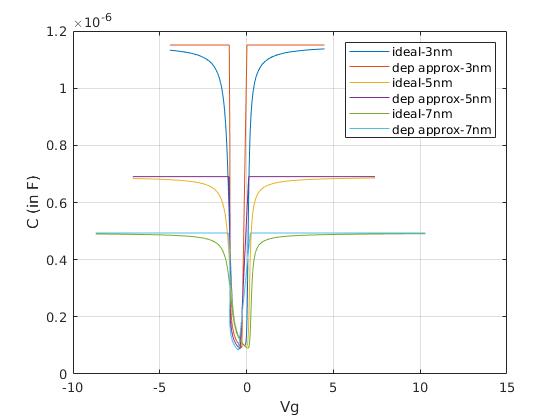 ×10^-6
1.2
1
0.8
0.6
0.4
0.2
0
-10
-5
0
5
10
15
C (in F)
Vg
ideal-3nm
dep approx-3nm
ideal-5nm
dep approx-5nm
ideal-7nm
dep approx-7nm